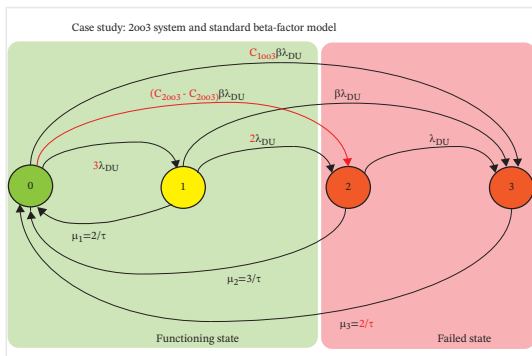 Case study: 2oo3 system and standard beta-factor model
C1oo3βλDU
(C2oo3 - C2oo3)βλDU
βλDU
3λDU
2λDU
λDU
0
1
2
3
μ1=2/τ
μ2=3/τ
μ3=2/τ
Functioning state
Failed state